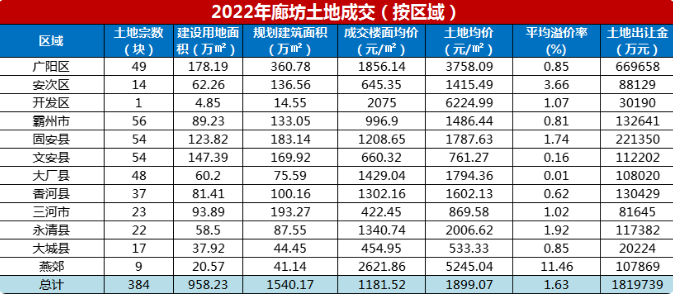 2022年廊坊土地成交（按区域）
区域 土地宗数（块） 建设用地面积（万㎡） 规划建筑面积（万㎡） 成交楼面均价（元/㎡） 土地均价（元/㎡） 平均溢价率(%) 土地出让金（万元）
广阳区 49 178.19 360.78 1856.14 3758.09 0.85 669658
安次区 14 62.26 136.56 645.35 1415.49 3.66 88129
开发区 1 4.85 14.55 2075 6224.99 1.07 30190
霸州市 56 89.23 133.05 996.9 1486.44 0.81 132641
固安县 54 123.82 183.14 1208.65 1787.63 1.74 221350
文安县 54 147.39 169.92 660.32 761.27 0.16 112202
大厂县 48 60.2 75.59 1429.04 1794.36 0.01 108020
香河县 37 81.41 100.16 1302.16 1602.13 0.62 130429
三河市 23 93.89 193.27 422.45 869.58 1.02 81645
永清县 22 58.5 87.55 1340.74 2006.62 1.92 117382
大城县 17 37.92 44.45 454.95 533.33 0.85 20224
燕郊 9 20.57 41.14 2621.86 5245.04 11.46 107869
总计 384 958.23 1540.17 1181.52 1899.07 1.63 1819739